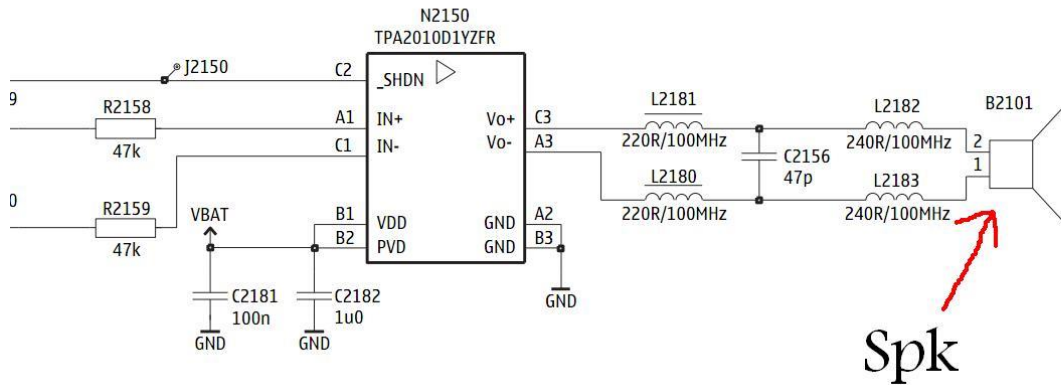 N2150
TPA2010D1YZFR
J2150
C2
_SHDN
9
R2158
47k
A1
IN+
C1
IN-
Vo+
C3
Vo-
A3
L2181
220R/100MHz
L2182
240R/100MHz
B2101
2
1
C2156
47p
L2180
220R/100MHz
L2183
240R/100MHz
0
R2159
47k
VBAT
B1
VDD
B2
PVD
GND
A2
GND
B3
C2181
100n
C2182
1u0
GND
GND
GND
Spk